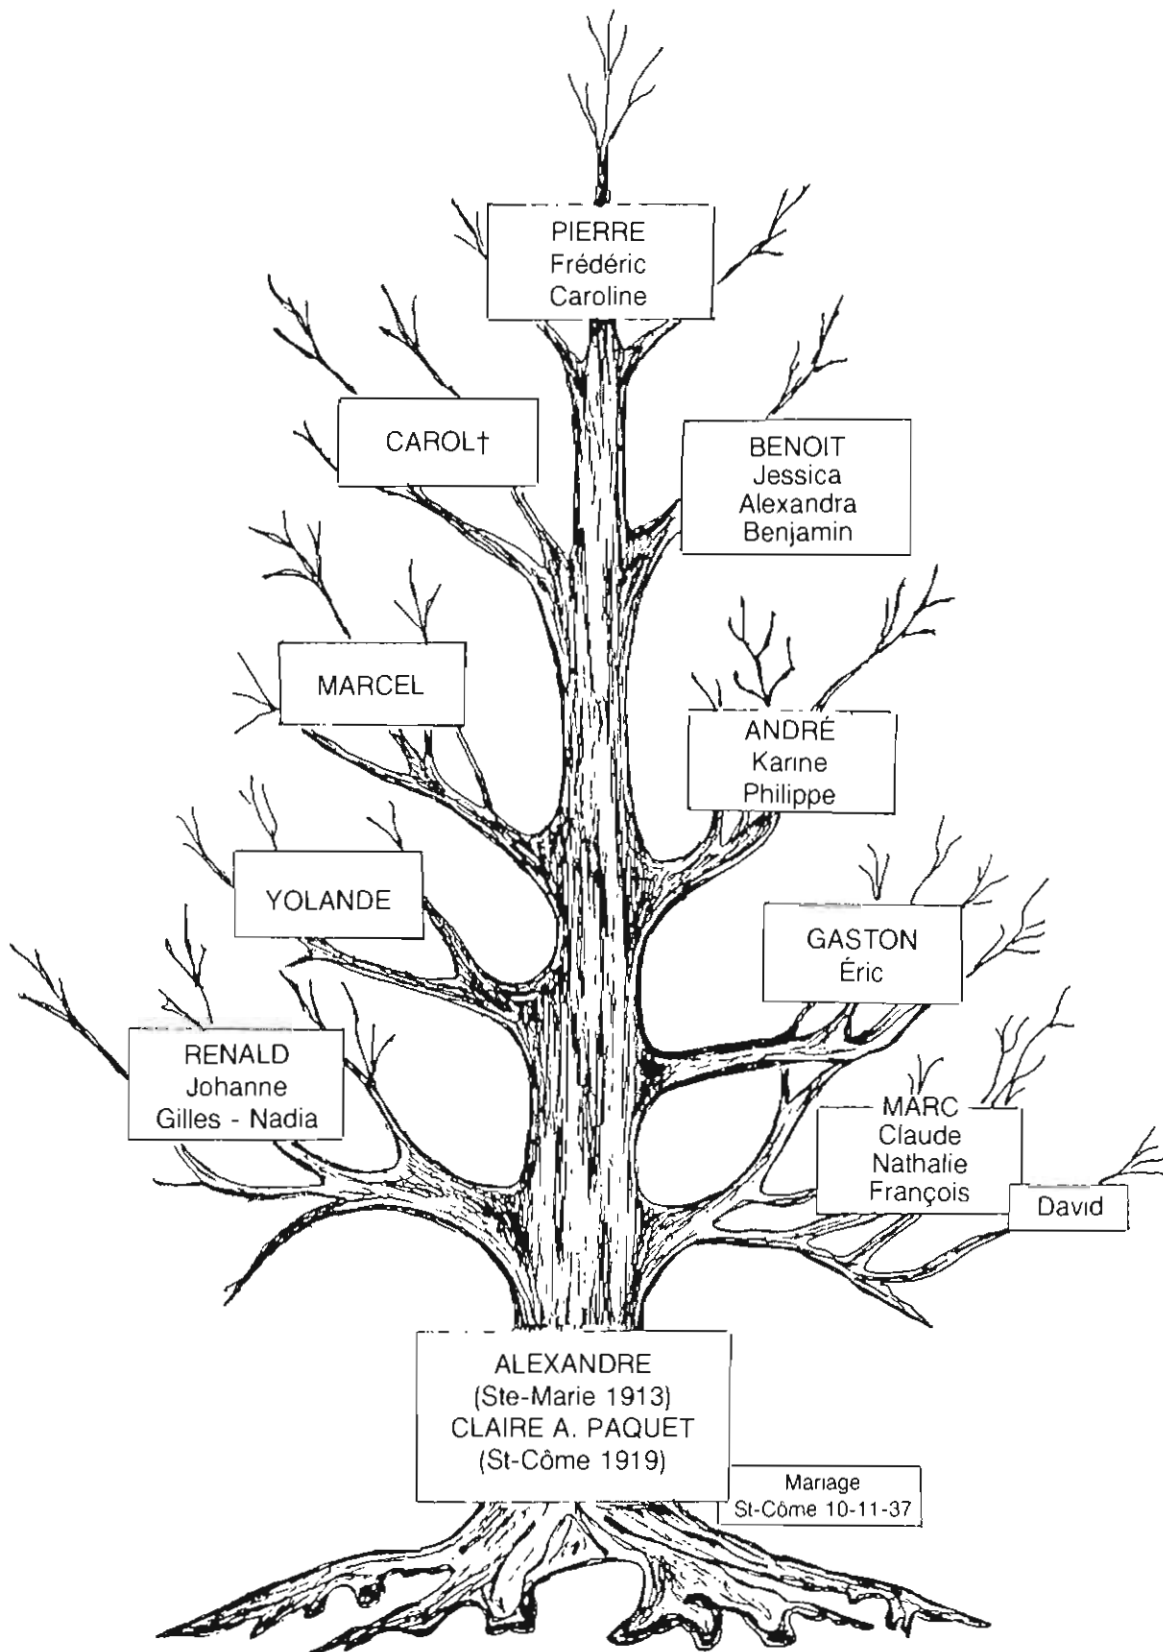 PIERRE
Frédéric
Caroline
CAROL†
BENOIT
Jessica
Alexandra
Benjamin
MARCEL
ANDRÉ
Karine
Philippe
YOLANDE
GASTON
Éric
RENALD
Johanne
Gilles - Nadia
MARC
Claude
Nathalie
François
David
ALEXANDRE
(Ste-Marie 1913)
CLAIRE A. PAQUET
(St-Côme 1919)
Mariage
St-Côme 10-11-37